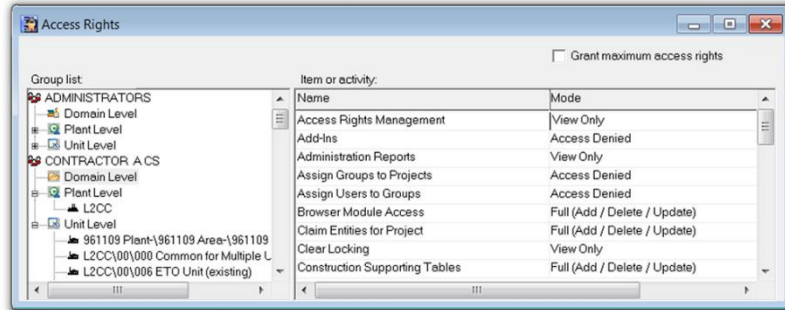 Access Rights
Grant maximum access rights
Group list:
ADMINISTRATORS
Domain Level
Plant Level
Unit Level
CONTRACTOR A CS
Domain Level
Plant Level
L2CC
Unit Level
961109 Plant-\961109 Area-\961109
L2CC\00\000 Common for Multiple U
L2CC\00\006 ETO Unit (existing)
Item or activity:
Name Mode
Access Rights Management View Only
Add-Ins Access Denied
Administration Reports View Only
Assign Groups to Projects Access Denied
Assign Users to Groups Access Denied
Browser Module Access Full (Add / Delete / Update)
Claim Entities for Project Full (Add / Delete / Update)
Clear Locking View Only
Construction Supporting Tables Full (Add / Delete / Update)